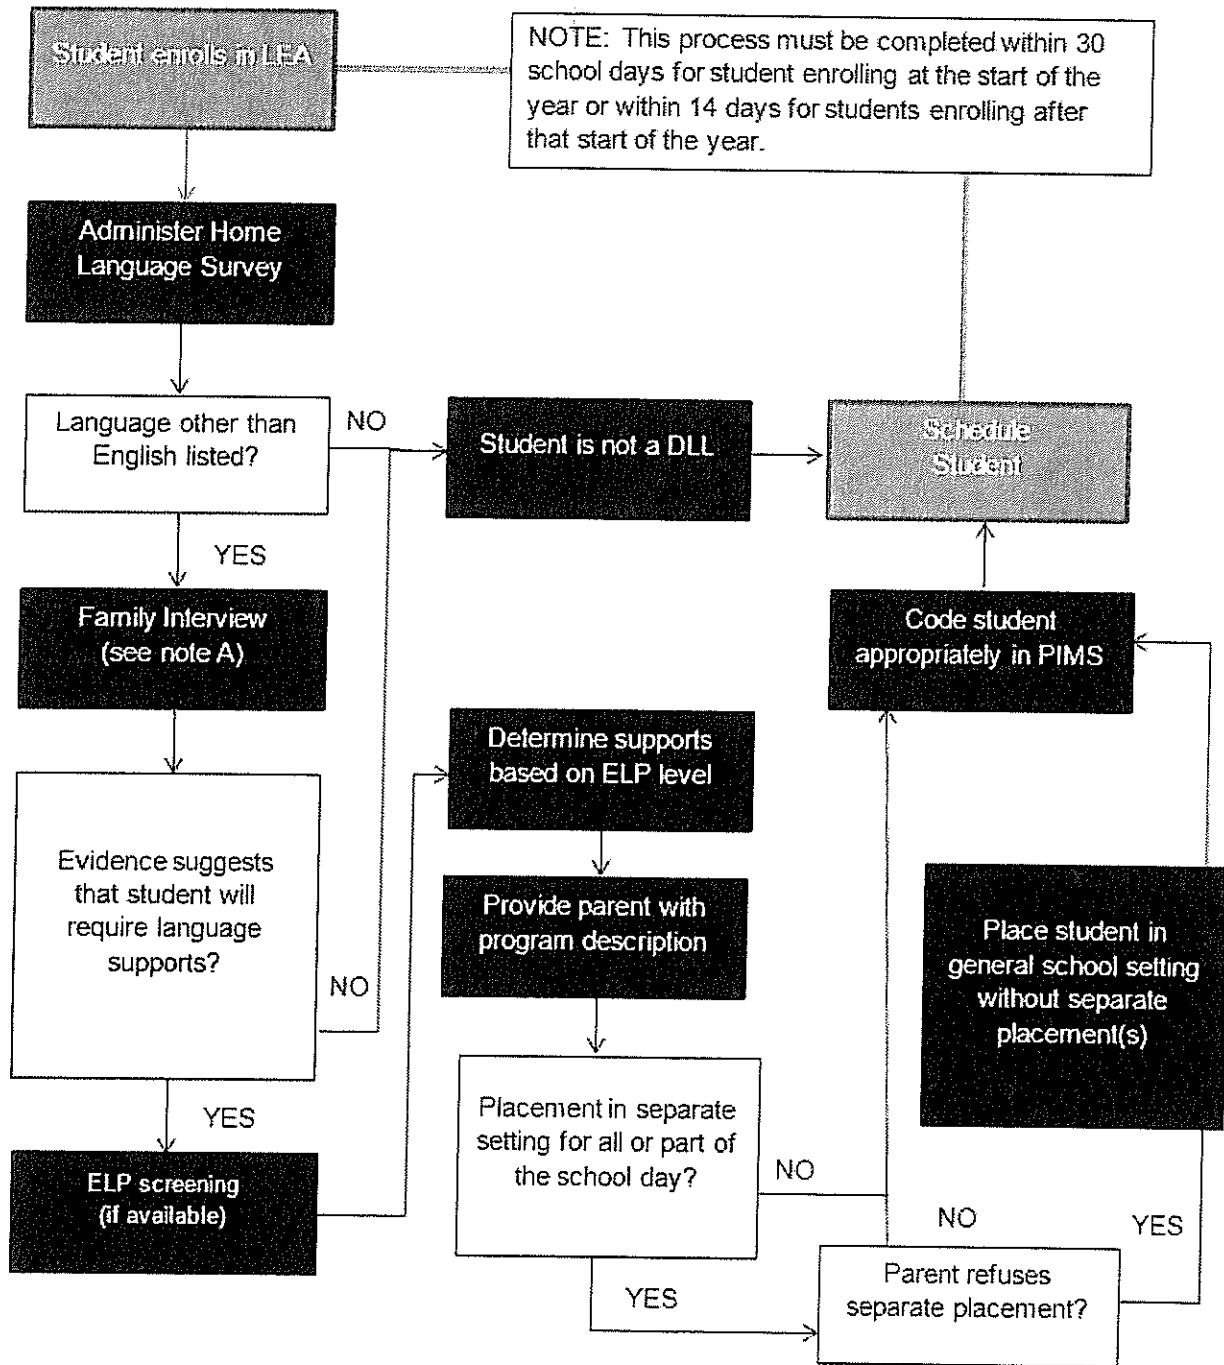 Student enrolls in LEA
NOTE: This process must be completed within 30
school days for student enrolling at the start of the
year or within 14 days for students enrolling after
that start of the year.
Administer Home
Language Survey
Language other than
English listed?
NO
Student is not a DLL
Schedule
Student
YES
Family Interview
(see note A)
Code student
appropriately in PIMS
Determine supports
based on ELP level
Evidence suggests
that student will
require language
supports?
NO
Provide parent with
program description
Place student in
general school setting
without separate
placement(s)
YES
Placement in separate
setting for all or part of
the school day?
NO
ELP screening
(if available)
NO
YES
YES
Parent refuses
separate placement?